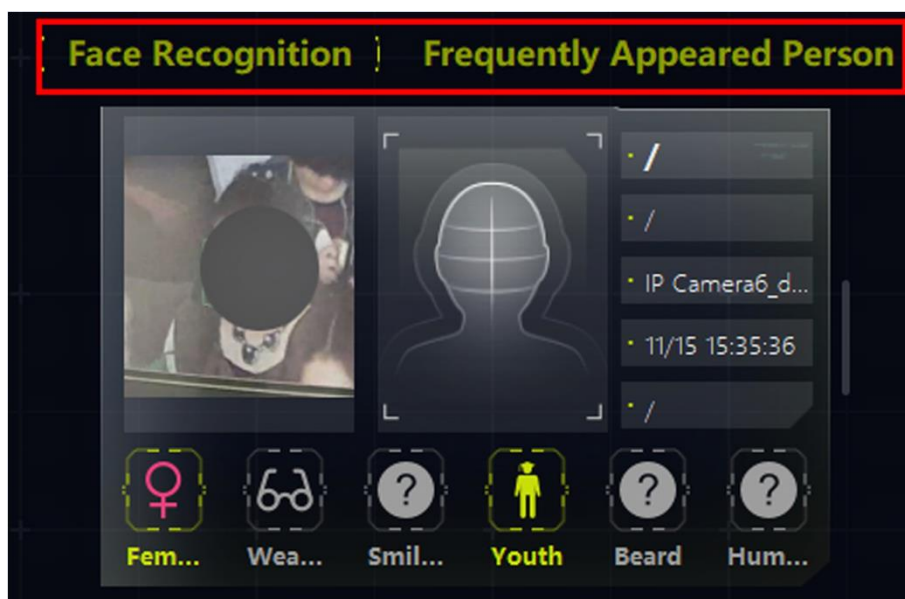 Face Recognition Frequently Appeared Person
/
/
IP Camera6_d...
11/15 15:35:36
/
? ? ?
Fem... Wea... Smil... Youth Beard Hum...